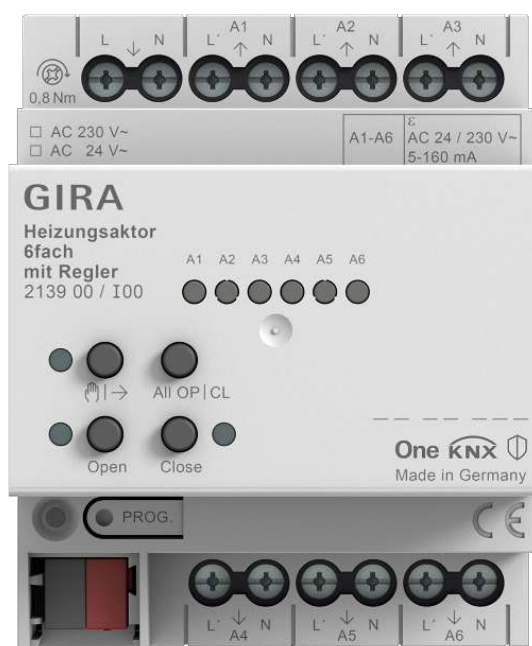 A1 A2 A3
L N L' N L' N L' N
0,8 Nm
□ AC 230 V~
□ AC 24 V~
A1-A6
ε
AC 24 / 230 V~
5-160 mA
GIRA
Heizungsaktor
6fach
mit Regler
2139 00 / I00
A1 A2 A3 A4 A5 A6
All OP|CL
Open Close
One KNX
Made in Germany
PROG.
CE
L' N L' N L' N
A4 A5 A6